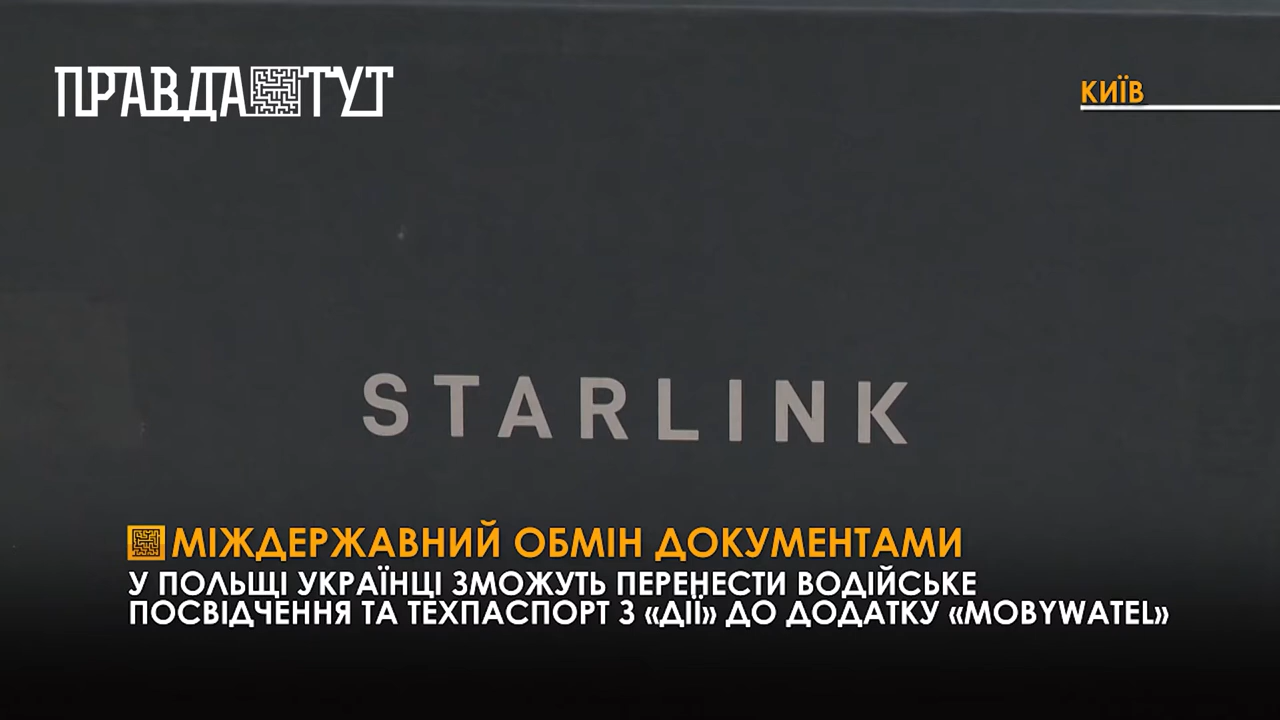 ПРАВДА ТУТ
КИЇВ
STARLINK
МІЖДЕРЖАВНИЙ ОБМІН ДОКУМЕНТАМИ
У ПОЛЬЩІ УКРАЇНЦІ ЗМОЖУТЬ ПЕРЕНЕСТИ ВОДІЙСЬКЕ
ПОСВІДЧЕННЯ ТА ТЕХПАСПОРТ З «ДІЇ» ДО ДОДАТКУ «MOBYWATEL»